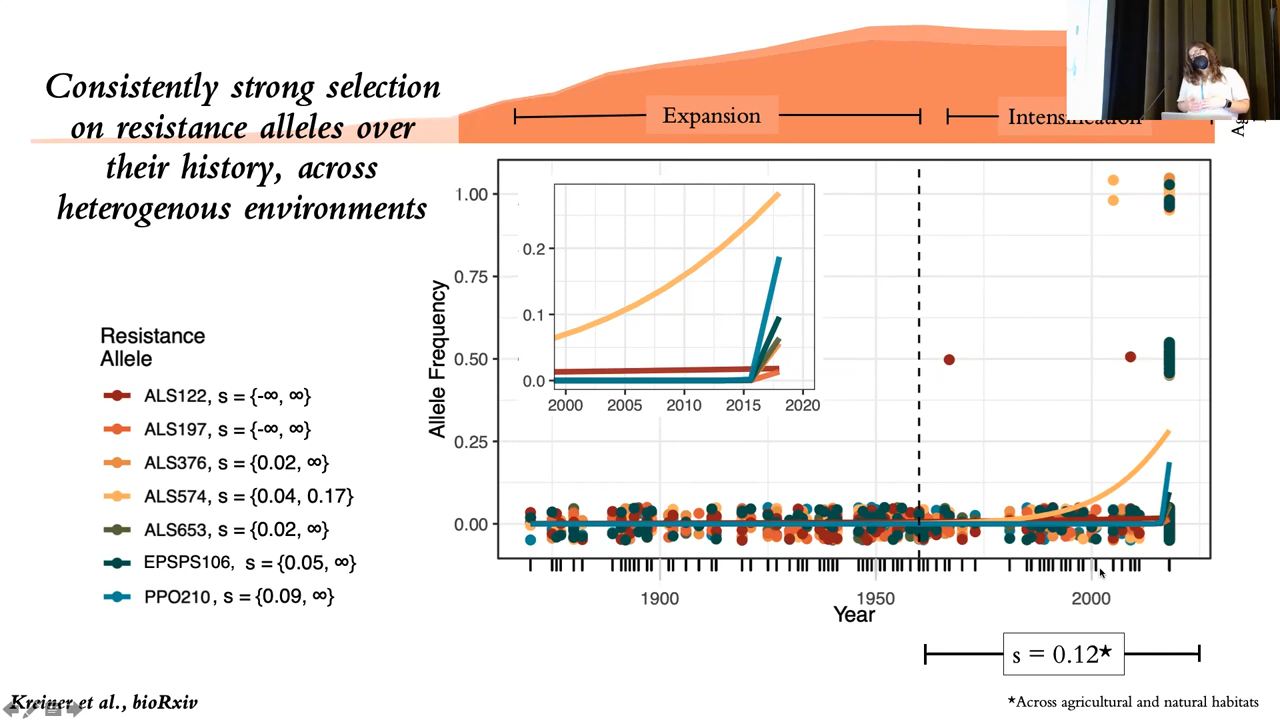 Consistently strong selection
on resistance alleles over
their history, across
heterogenous environments
Expansion
Intensification
Resistance
Allele
ALS122, s = {-∞, ∞}
ALS197, s = {-∞, ∞}
ALS376, s = {0.02, ∞}
ALS574, s = {0.04, 0.17}
ALS653, s = {0.02, ∞}
EPSPS106, s = {0.05, ∞}
PPO210, s = {0.09, ∞}
Allele Frequency
1.00
0.75
0.50
0.25
0.00
0.2
0.1
0.0
2000 2005 2010 2015 2020
1900 1950 2000
Year
s = 0.12★
Kreiner et al., bioRxiv
★Across agricultural and natural habitats